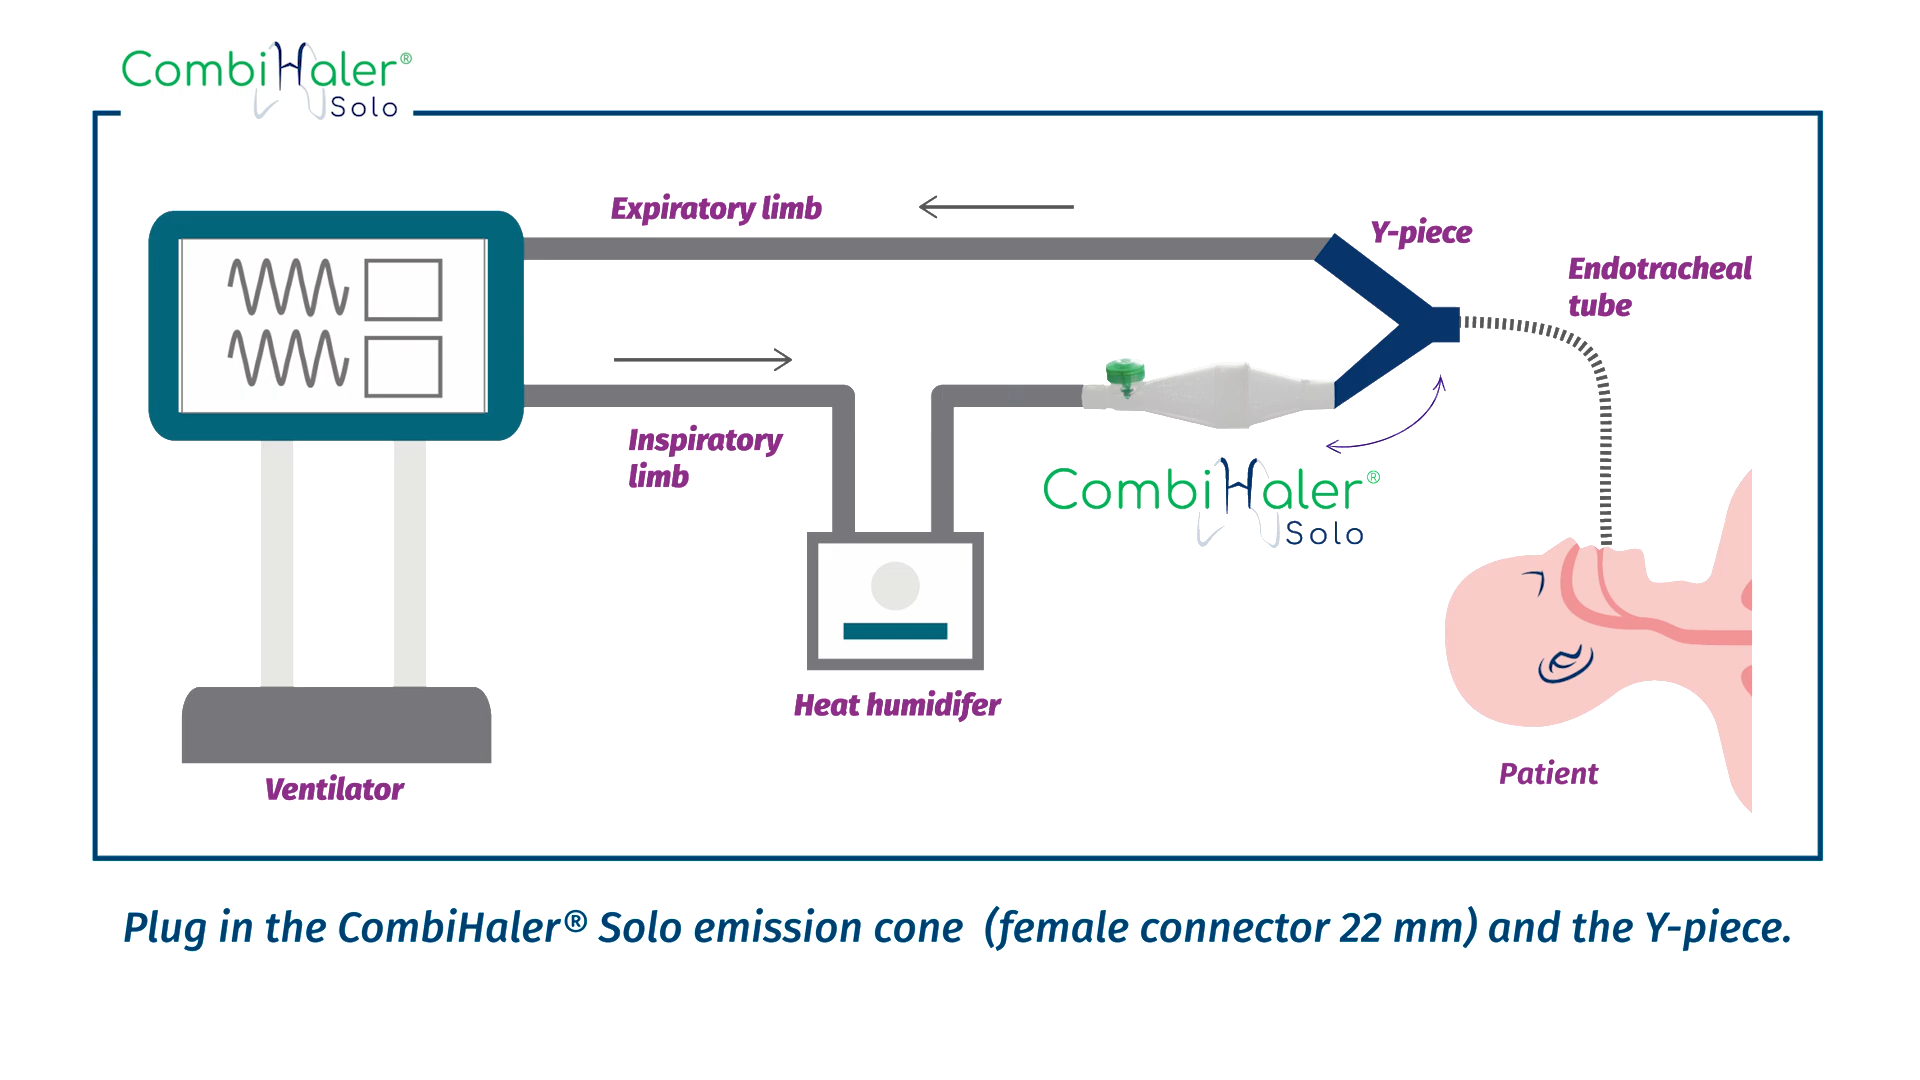 CombiHaler®
Solo
Expiratory limb
Y-piece
Endotracheal
tube
Inspiratory
limb
CombiHaler®
Solo
Heat humidifer
Patient
Ventilator
Plug in the CombiHaler® Solo emission cone (female connector 22 mm) and the Y-piece.